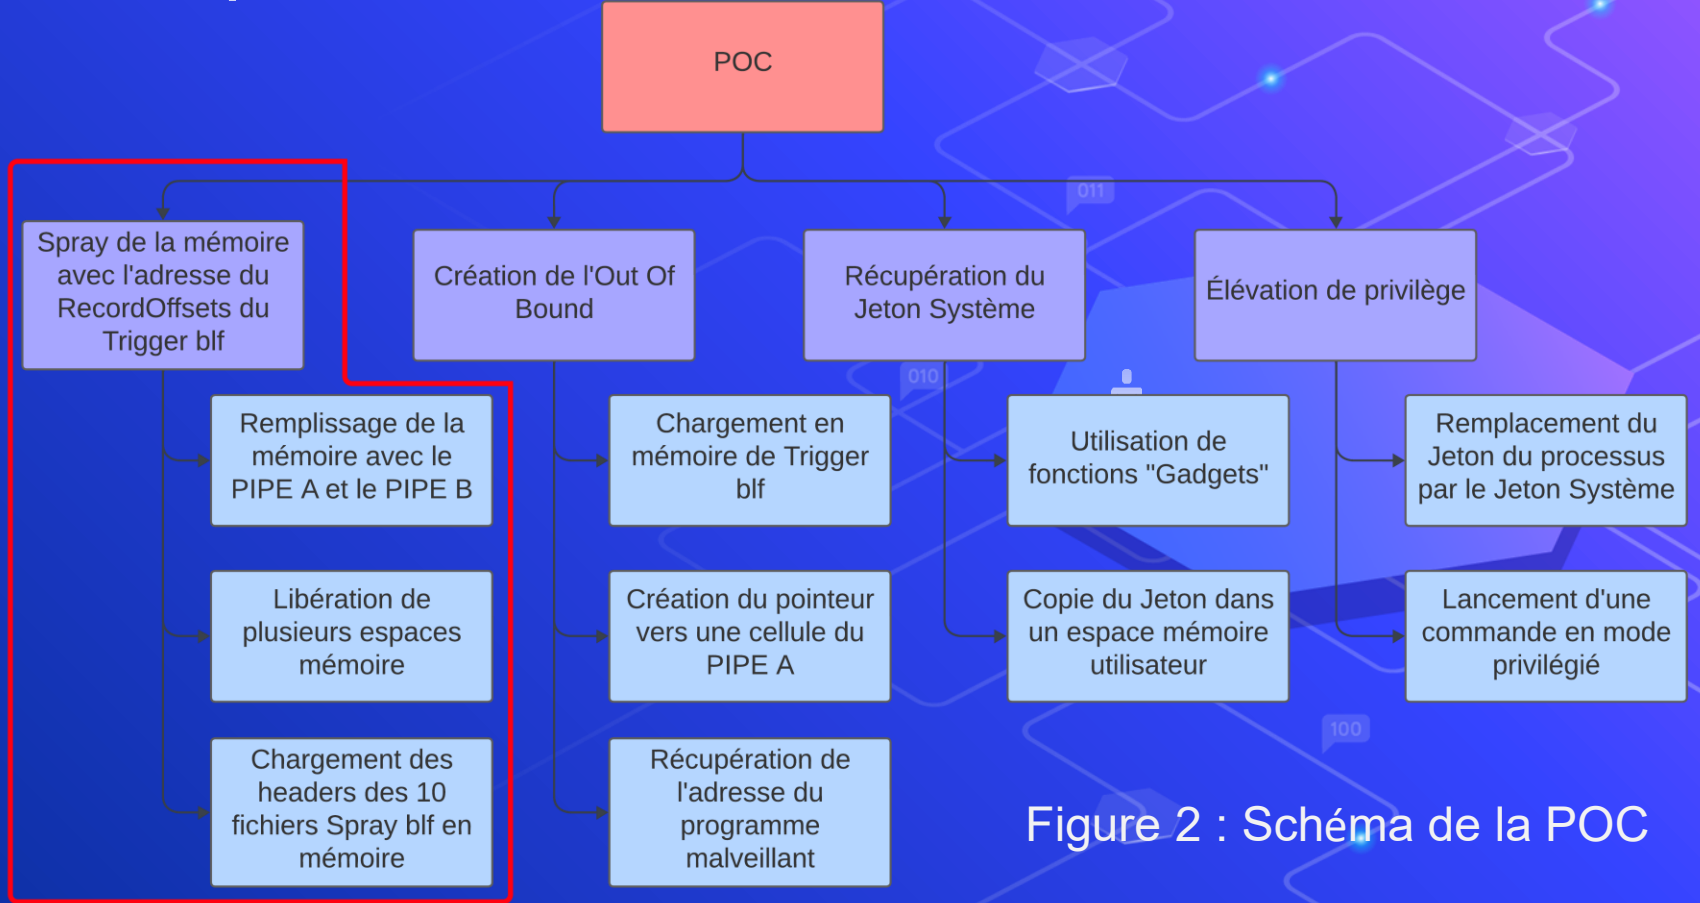 POC
Spray de la mémoire
avec l'adresse du
RecordOffsets du
Trigger blf
Remplissage de la
mémoire avec le
PIPE A et le PIPE B
Libération de
plusieurs espaces
mémoire
Chargement des
headers des 10
fichiers Spray blf en
mémoire
Création de l'Out Of
Bound
Chargement en
mémoire de Trigger
blf
Création du pointeur
vers une cellule du
PIPE A
Récupération de
l'adresse du
programme
malveillant
Récupération du
Jeton Système
Utilisation de
fonctions "Gadgets"
Copie du Jeton dans
un espace mémoire
utilisateur
Élévation de privilège
Remplacement du
Jeton du processus
par le Jeton Système
Lancement d'une
commande en mode
privilégié
011
010
100
Figure 2 : Schéma de la POC